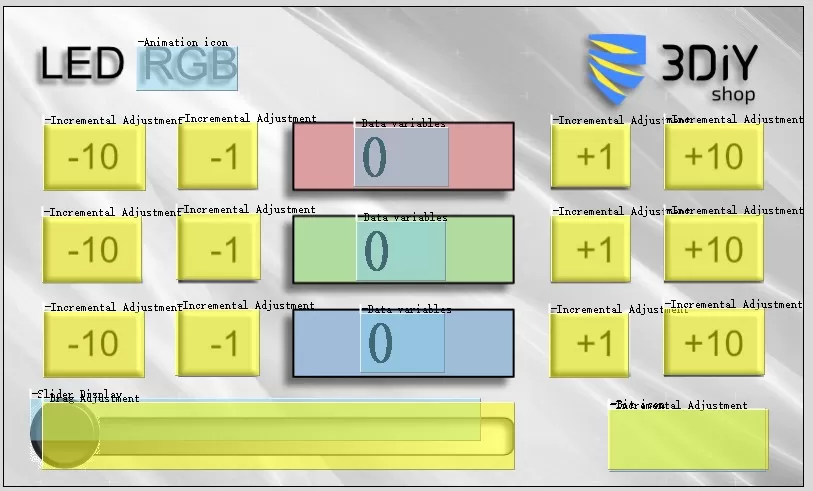 LED RGB
Animation icon
3DiY
shop
Incremental Adjustment Incremental Adjustment Data variables Incremental Adjustment Incremental Adjustment
-10 -1 0 +1 +10
Incremental Adjustment Incremental Adjustment Data variables Incremental Adjustment Incremental Adjustment
-10 -1 0 +1 +10
Incremental Adjustment Incremental Adjustment Data variables Incremental Adjustment Incremental Adjustment
-10 -1 0 +1 +10
Slider Display
Drag Adjustment
Bit icon
Incremental Adjustment